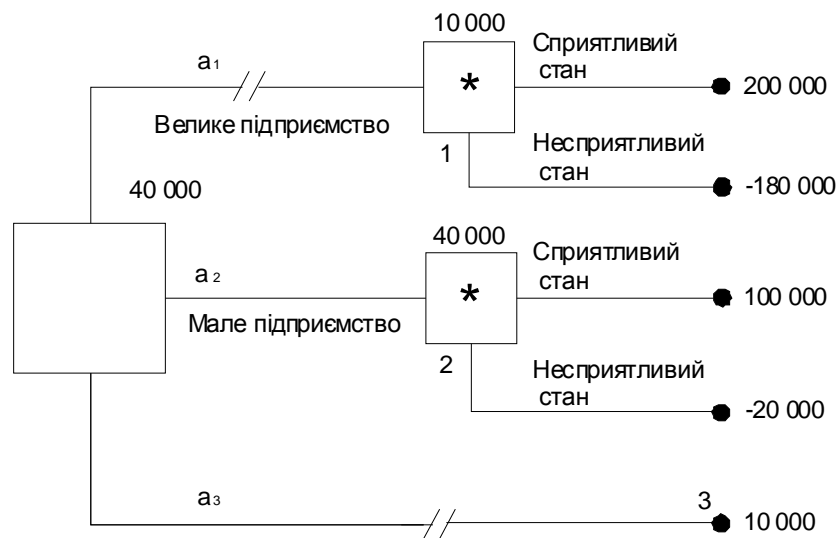 10 000
a₁
Сприятливий
стан
*
200 000
Велике підприємство
1
Несприятливий
стан
-180 000
40 000
40 000
a₂
Сприятливий
стан
*
100 000
Мале підприємство
2
Несприятливий
стан
-20 000
a₃
3
10 000